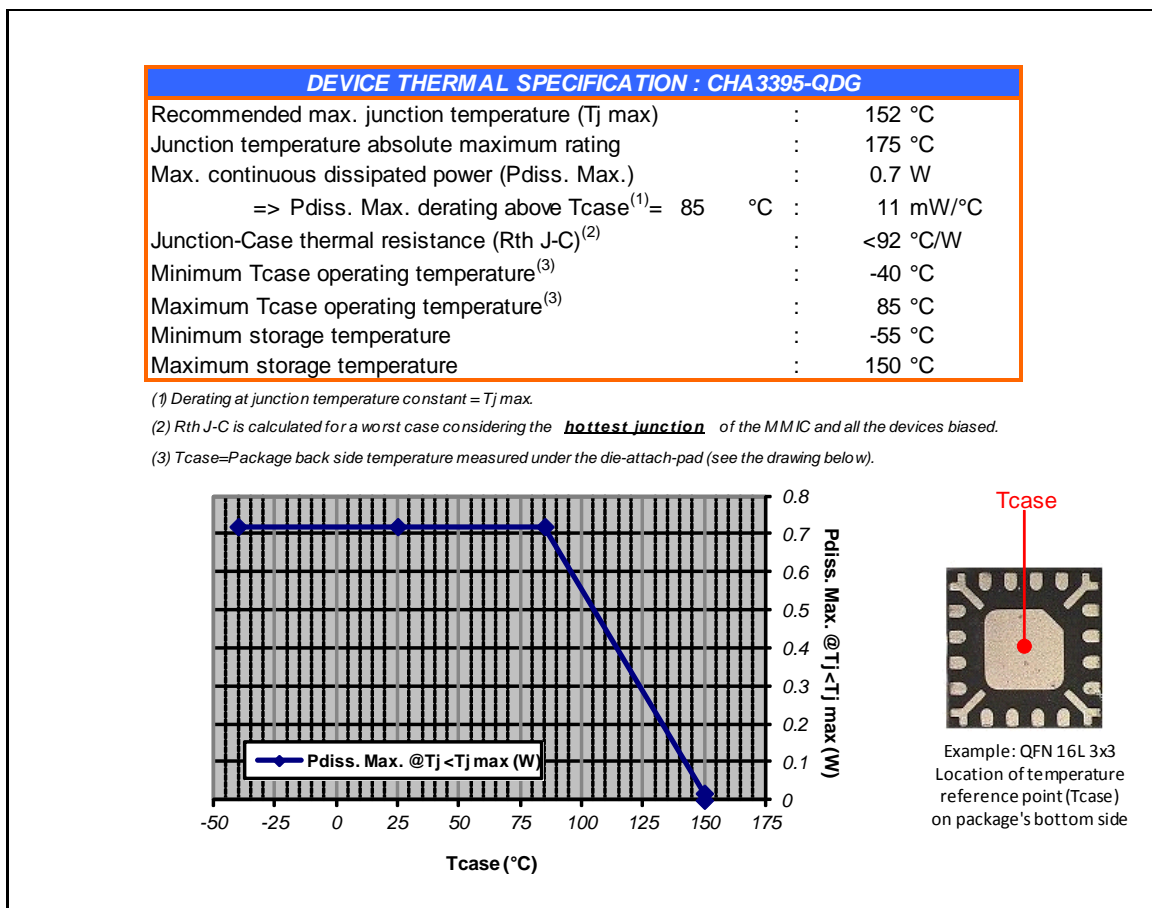 DEVICE THERMAL SPECIFICATION : CHA3395-QDG
Recommended max. junction temperature (Tj max) : 152 °C
Junction temperature absolute maximum rating : 175 °C
Max. continuous dissipated power (Pdiss. Max.) : 0.7 W
=> Pdiss. Max. derating above Tcase(1)= 85 °C : 11 mW/°C
Junction-Case thermal resistance (Rth J-C)(2) : <92 °C/W
Minimum Tcase operating temperature(3) : -40 °C
Maximum Tcase operating temperature(3) : 85 °C
Minimum storage temperature : -55 °C
Maximum storage temperature : 150 °C
(1) Derating at junction temperature constant = Tj max.
(2) Rth J-C is calculated for a worst case considering the hottest junction of the MMIC and all the devices biased.
(3) Tcase=Package back side temperature measured under the die-attach-pad (see the drawing below).
0.8
0.7
0.6
0.5
0.4
0.3
0.2
0.1
0
Pdiss. Max. @Tj<Tj max (W)
Pdiss. Max. @Tj<Tj max (W)
-50 -25 0 25 50 75 100 125 150 175
Tcase (°C)
Tcase
Example: QFN 16L 3x3
Location of temperature
reference point (Tcase)
on package's bottom side